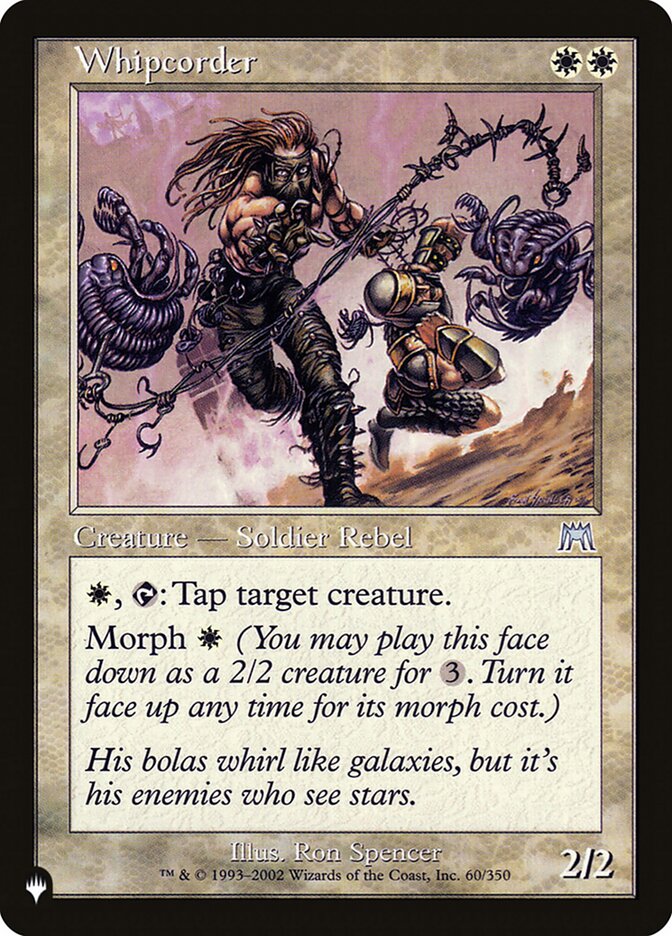 Whipcorder
Creature — Soldier Rebel
, : Tap target creature.
Morph (You may play this face
down as a 2/2 creature for 3. Turn it
face up any time for its morph cost.)
His bolas whirl like galaxies, but it's
his enemies who see stars.
Illus. Ron Spencer
2/2
™ & © 1993–2002 Wizards of the Coast, Inc. 60/350